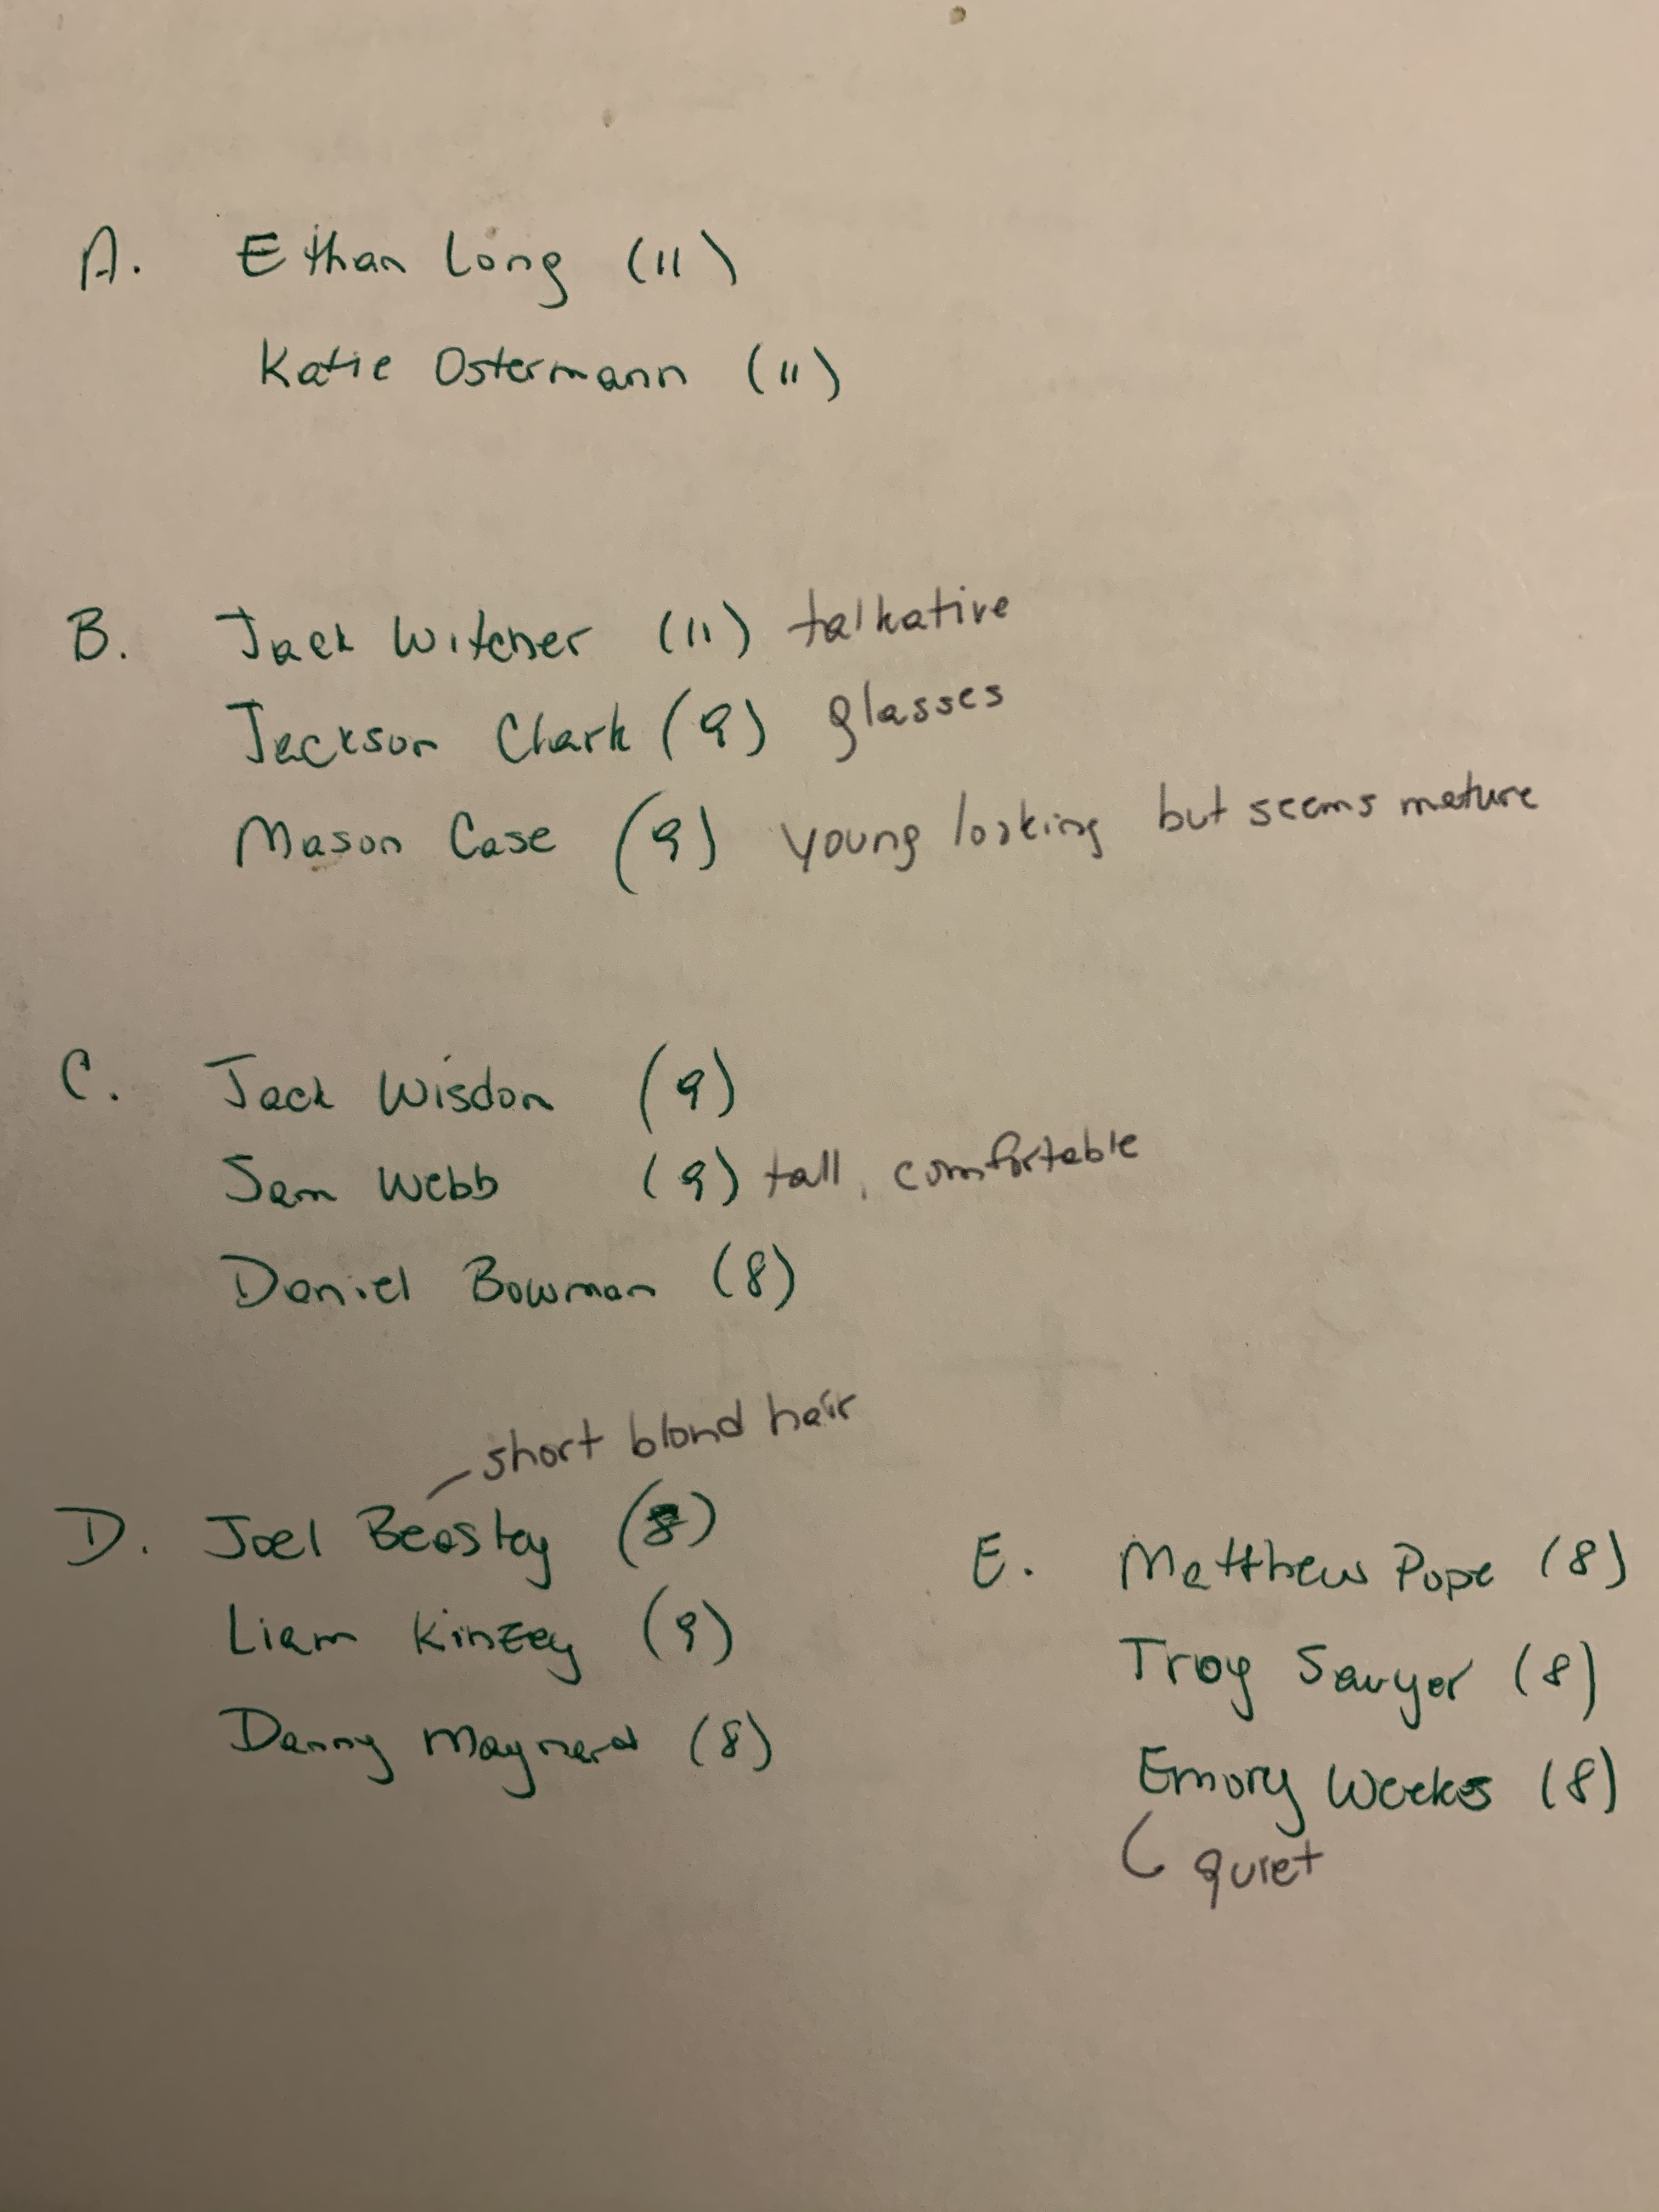 A. Ethan Long (11)
Katie Ostermann (11)
B. Jack Witcher (11) talkative
Jackson Clark (9) glasses
Mason Case (9) young looking but seems mature
C. Jack Wisdom (9)
Sam Webb (9) tall, comfortable
Daniel Bowman (8)
short blond hair
D. Joel Beasley (8)
Liam Kinzey (9)
Danny Maynard (8)
E. Matthew Pope (8)
Troy Sawyer (8)
Emory Weeks (8)
quiet